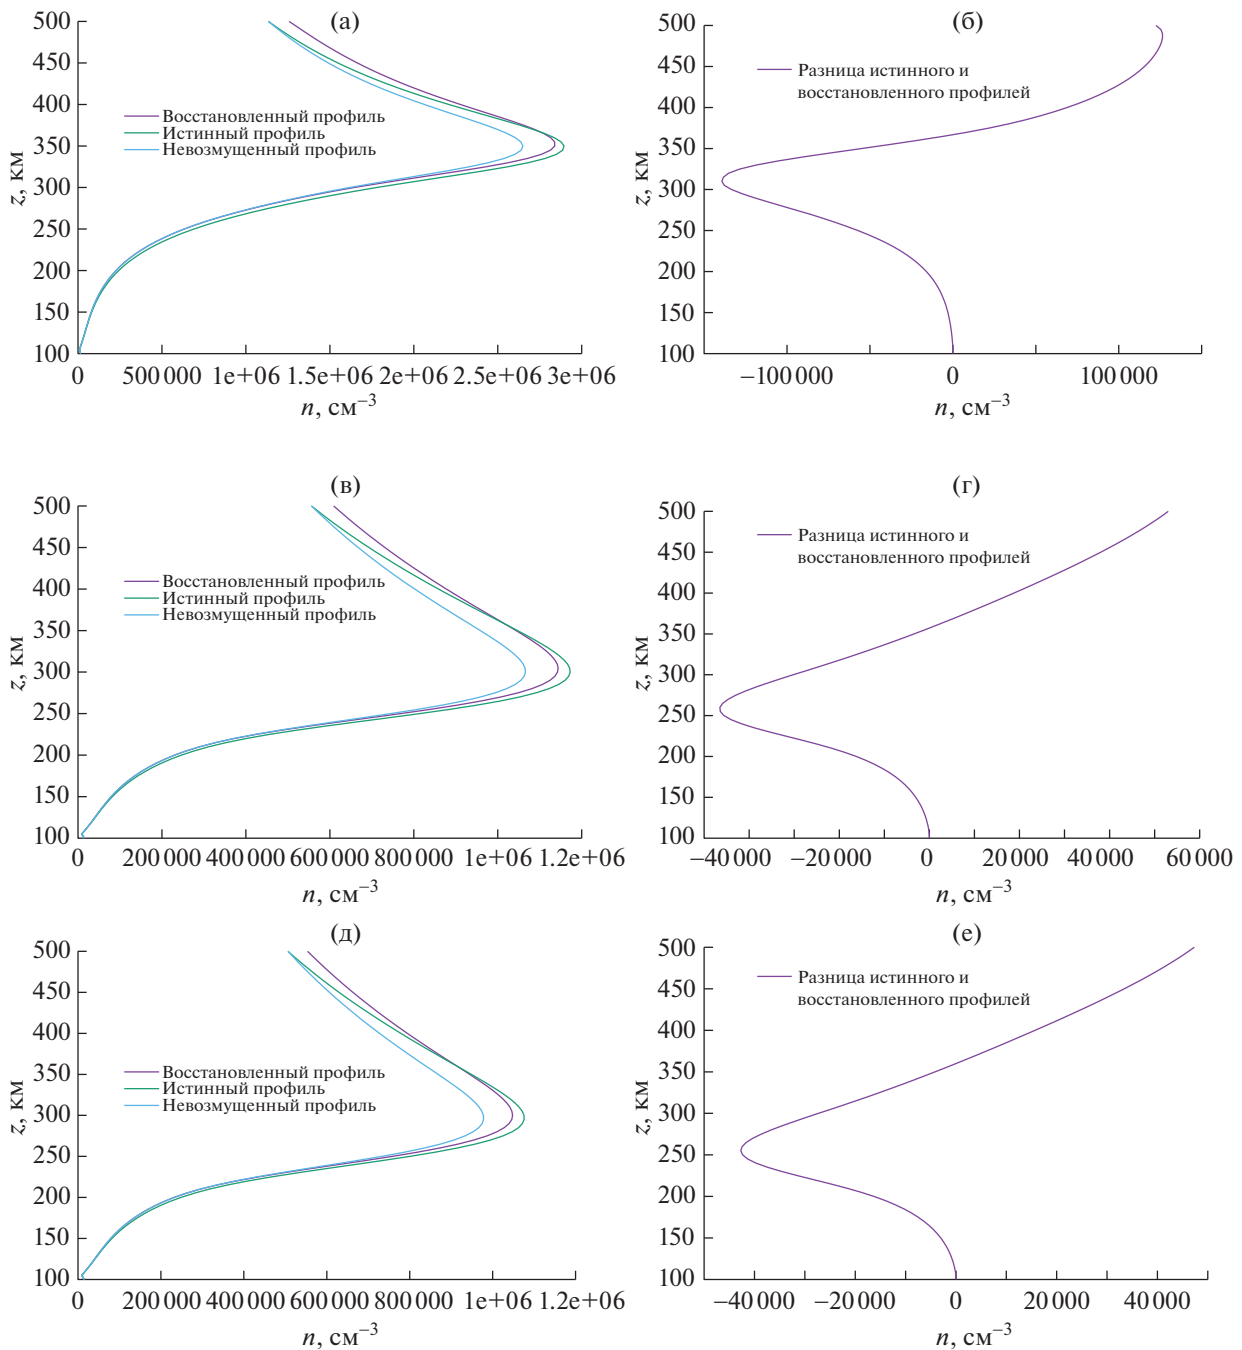 (а)
500
450
400
350
300
250
200
150
100
z, км
Восстановленный профиль
Истинный профиль
Невозмущенный профиль
0 500 000 1e+06 1.5e+06 2e+06 2.5e+06 3e+06
n, см−3
(б)
500
450
400
350
300
250
200
150
100
z, км
Разница истинного и
восстановленного профилей
−100 000 0 100 000
n, см−3
(в)
500
450
400
350
300
250
200
150
100
z, км
Восстановленный профиль
Истинный профиль
Невозмущенный профиль
0 200 000 400 000 600 000 800 000 1e+06 1.2e+06
n, см−3
(г)
500
450
400
350
300
250
200
150
100
z, км
Разница истинного и
восстановленного профилей
−40 000 −20 000 0 20 000 40 000 60 000
n, см−3
(д)
500
450
400
350
300
250
200
150
100
z, км
Восстановленный профиль
Истинный профиль
Невозмущенный профиль
0 200 000 400 000 600 000 800 000 1e+06 1.2e+06
n, см−3
(е)
500
450
400
350
300
250
200
150
100
z, км
Разница истинного и
восстановленного профилей
−40 000 −20 000 0 20 000 40 000
n, см−3